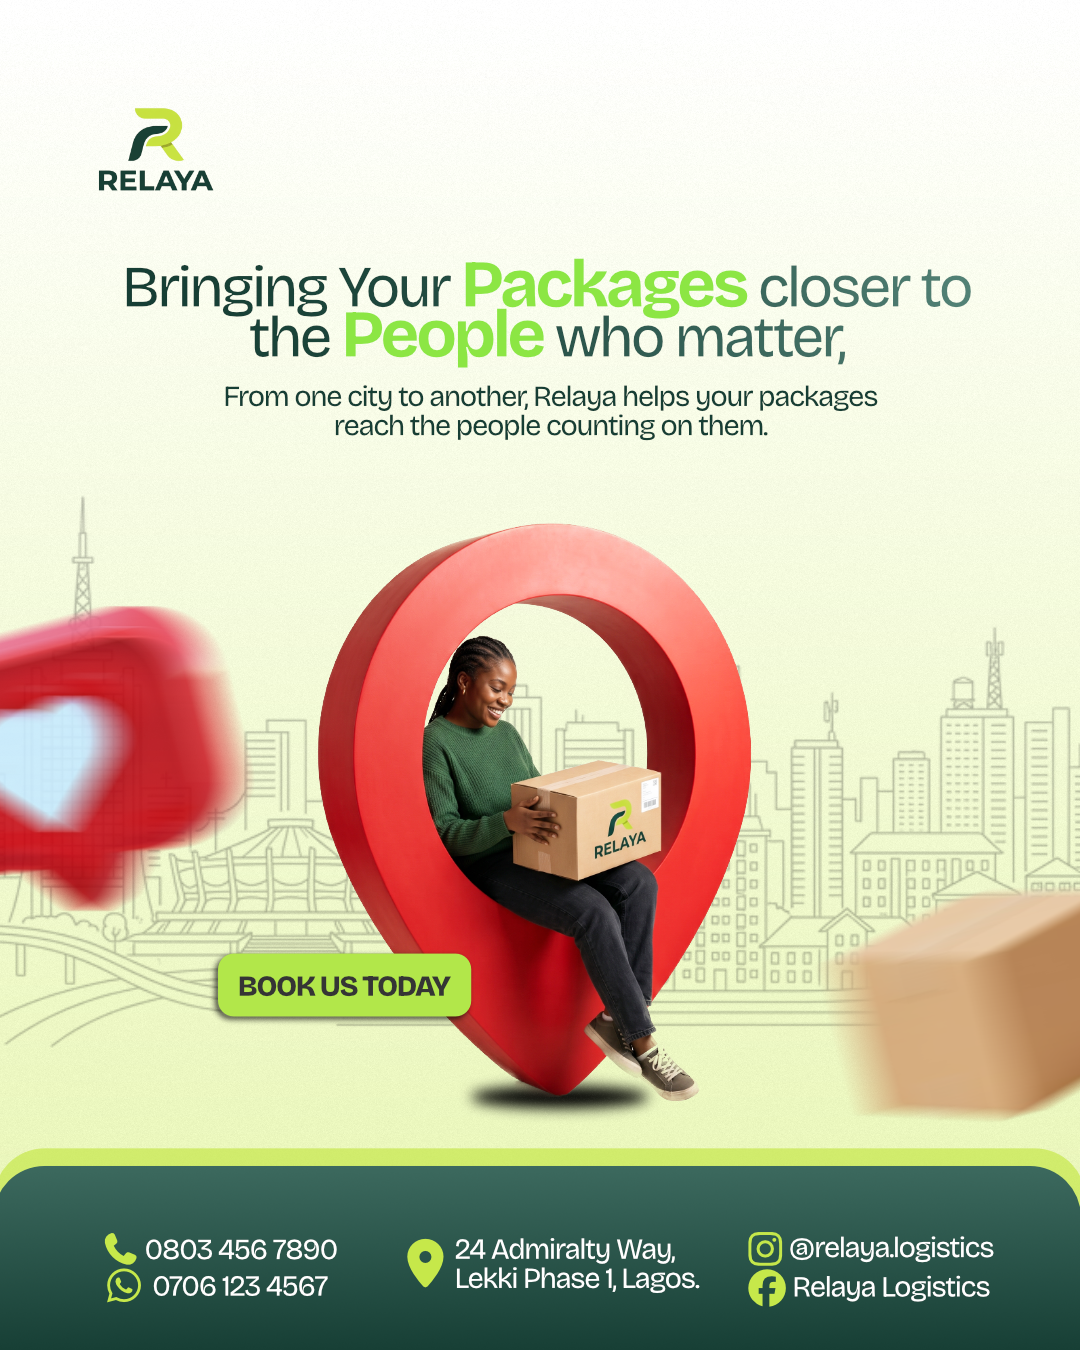 RELAYA
Bringing Your Packages closer to
the People who matter,
From one city to another, Relaya helps your packages
reach the people counting on them.
RELAYA
BOOK US TODAY
0803 456 7890
0706 123 4567
24 Admiralty Way,
Lekki Phase 1, Lagos.
@relaya.logistics
Relaya Logistics